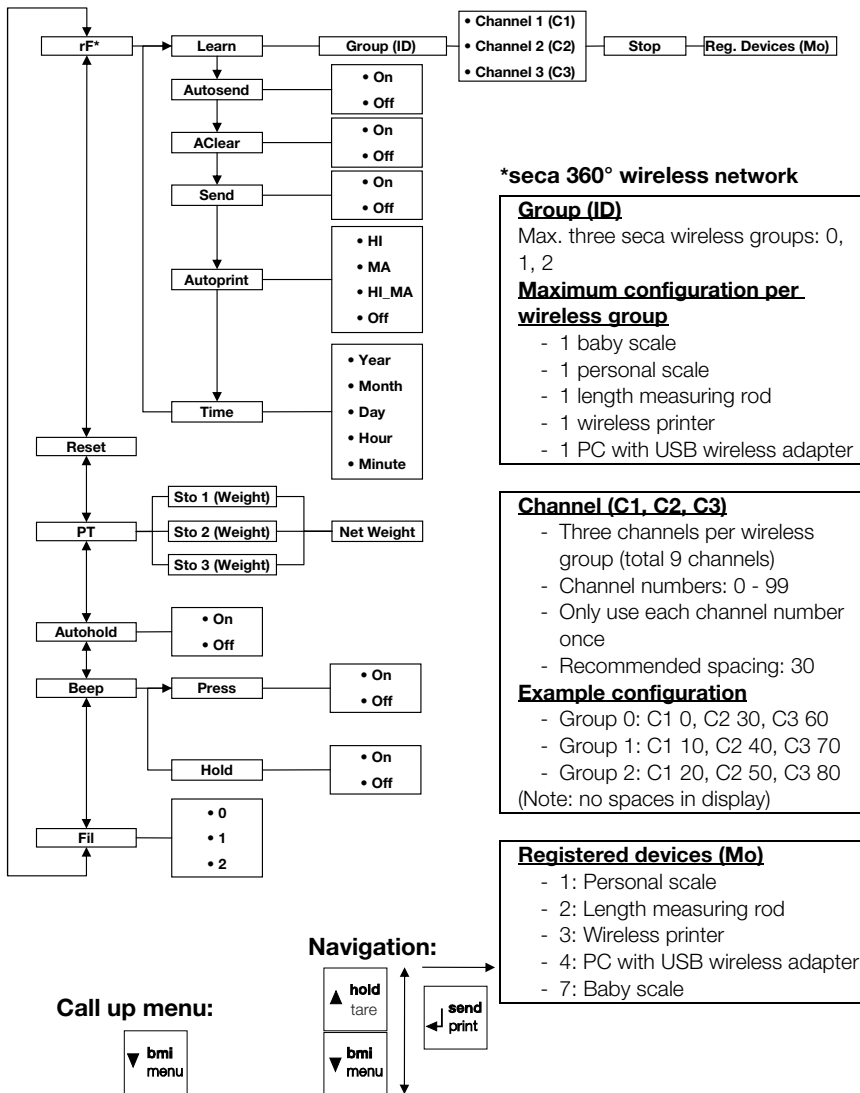 rF*
Learn
Group (ID)
• Channel 1 (C1)
• Channel 2 (C2)
• Channel 3 (C3)
Stop
Reg. Devices (Mo)
Autosend
• On
• Off
AClear
• On
• Off
Send
• On
• Off
Autoprint
• HI
• MA
• HI_MA
• Off
Time
• Year
• Month
• Day
• Hour
• Minute
Reset
PT
Sto 1 (Weight)
Sto 2 (Weight)
Sto 3 (Weight)
Net Weight
Autohold
• On
• Off
Beep
Press
• On
• Off
Hold
• On
• Off
Fil
• 0
• 1
• 2
*seca 360° wireless network
Group (ID)
Max. three seca wireless groups: 0,
1, 2
Maximum configuration per
wireless group
- 1 baby scale
- 1 personal scale
- 1 length measuring rod
- 1 wireless printer
- 1 PC with USB wireless adapter
Channel (C1, C2, C3)
- Three channels per wireless
group (total 9 channels)
- Channel numbers: 0 - 99
- Only use each channel number
once
- Recommended spacing: 30
Example configuration
- Group 0: C1 0, C2 30, C3 60
- Group 1: C1 10, C2 40, C3 70
- Group 2: C1 20, C2 50, C3 80
(Note: no spaces in display)
Registered devices (Mo)
- 1: Personal scale
- 2: Length measuring rod
- 3: Wireless printer
- 4: PC with USB wireless adapter
- 7: Baby scale
Call up menu:
bmi
menu
Navigation:
hold
tare
bmi
menu
send
print